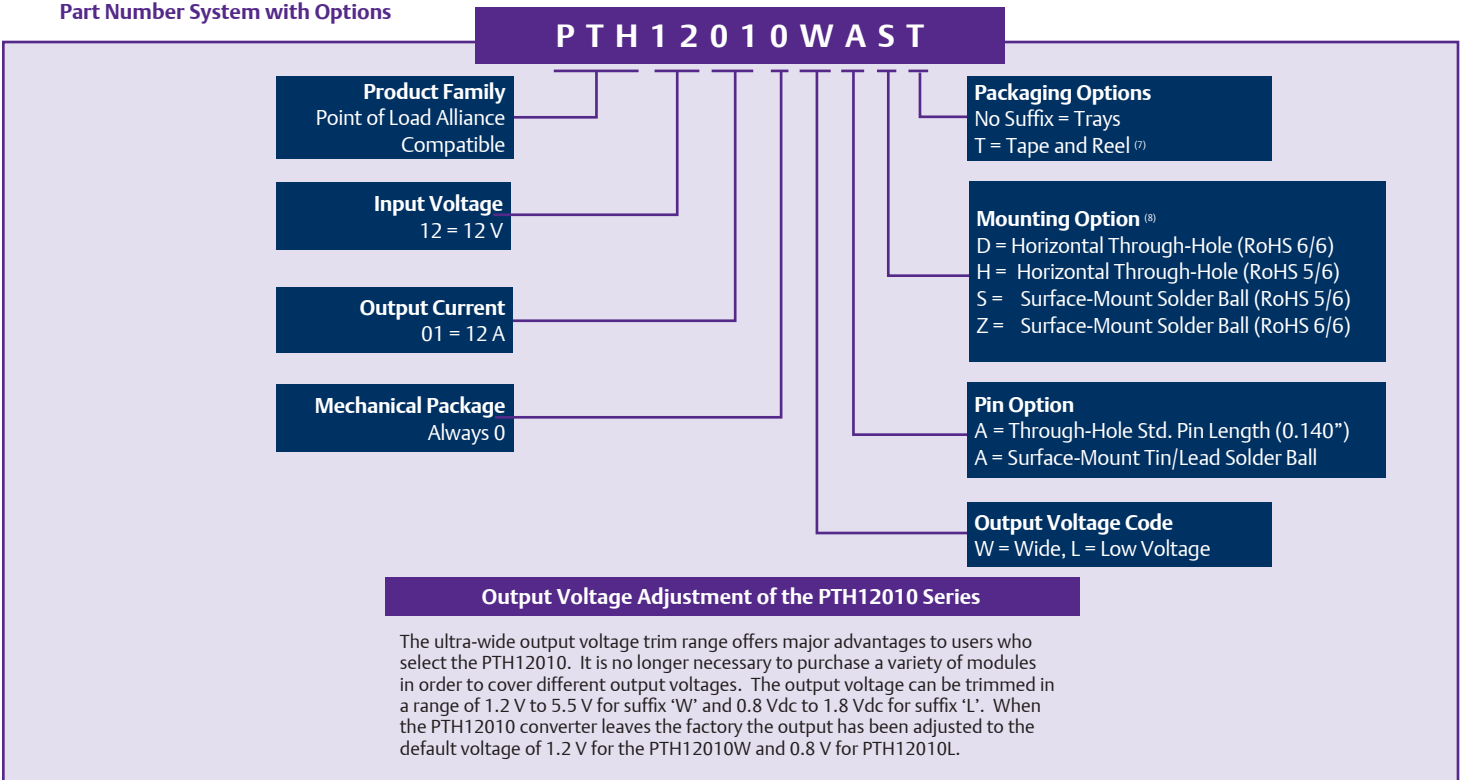 Part Number System with Options
PTH12010WAST
Product Family
Point of Load Alliance
Compatible
Input Voltage
12 = 12 V
Output Current
01 = 12 A
Mechanical Package
Always 0
Packaging Options
No Suffix = Trays
T = Tape and Reel (7)
Mounting Option (8)
D = Horizontal Through-Hole (RoHS 6/6)
H = Horizontal Through-Hole (RoHS 5/6)
S = Surface-Mount Solder Ball (RoHS 5/6)
Z = Surface-Mount Solder Ball (RoHS 6/6)
Pin Option
A = Through-Hole Std. Pin Length (0.140”)
A = Surface-Mount Tin/Lead Solder Ball
Output Voltage Code
W = Wide, L = Low Voltage
Output Voltage Adjustment of the PTH12010 Series
The ultra-wide output voltage trim range offers major advantages to users who
select the PTH12010. It is no longer necessary to purchase a variety of modules
in order to cover different output voltages. The output voltage can be trimmed in
a range of 1.2 V to 5.5 V for suffix ‘W’ and 0.8 Vdc to 1.8 Vdc for suffix ‘L’. When
the PTH12010 converter leaves the factory the output has been adjusted to the
default voltage of 1.2 V for the PTH12010W and 0.8 V for PTH12010L.